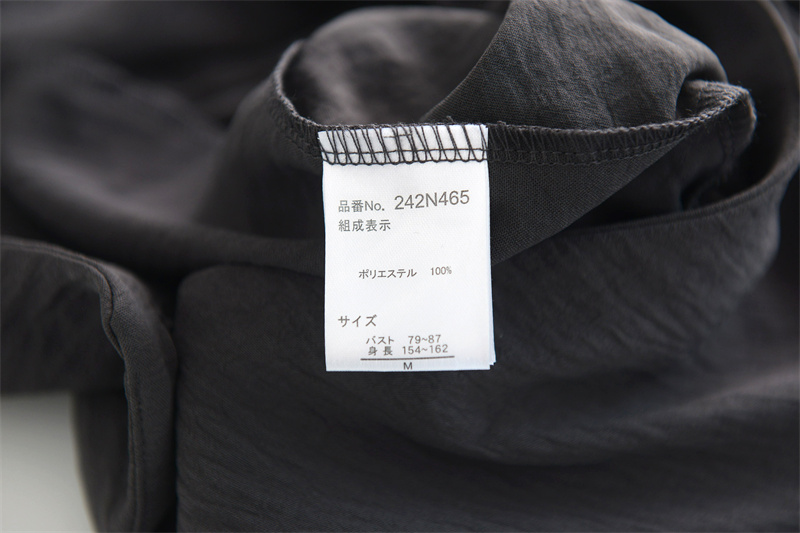 品番No. 242N465
組成表示
ポリエステル 100%
サイズ
バスト 79~87
身長 154~162
M